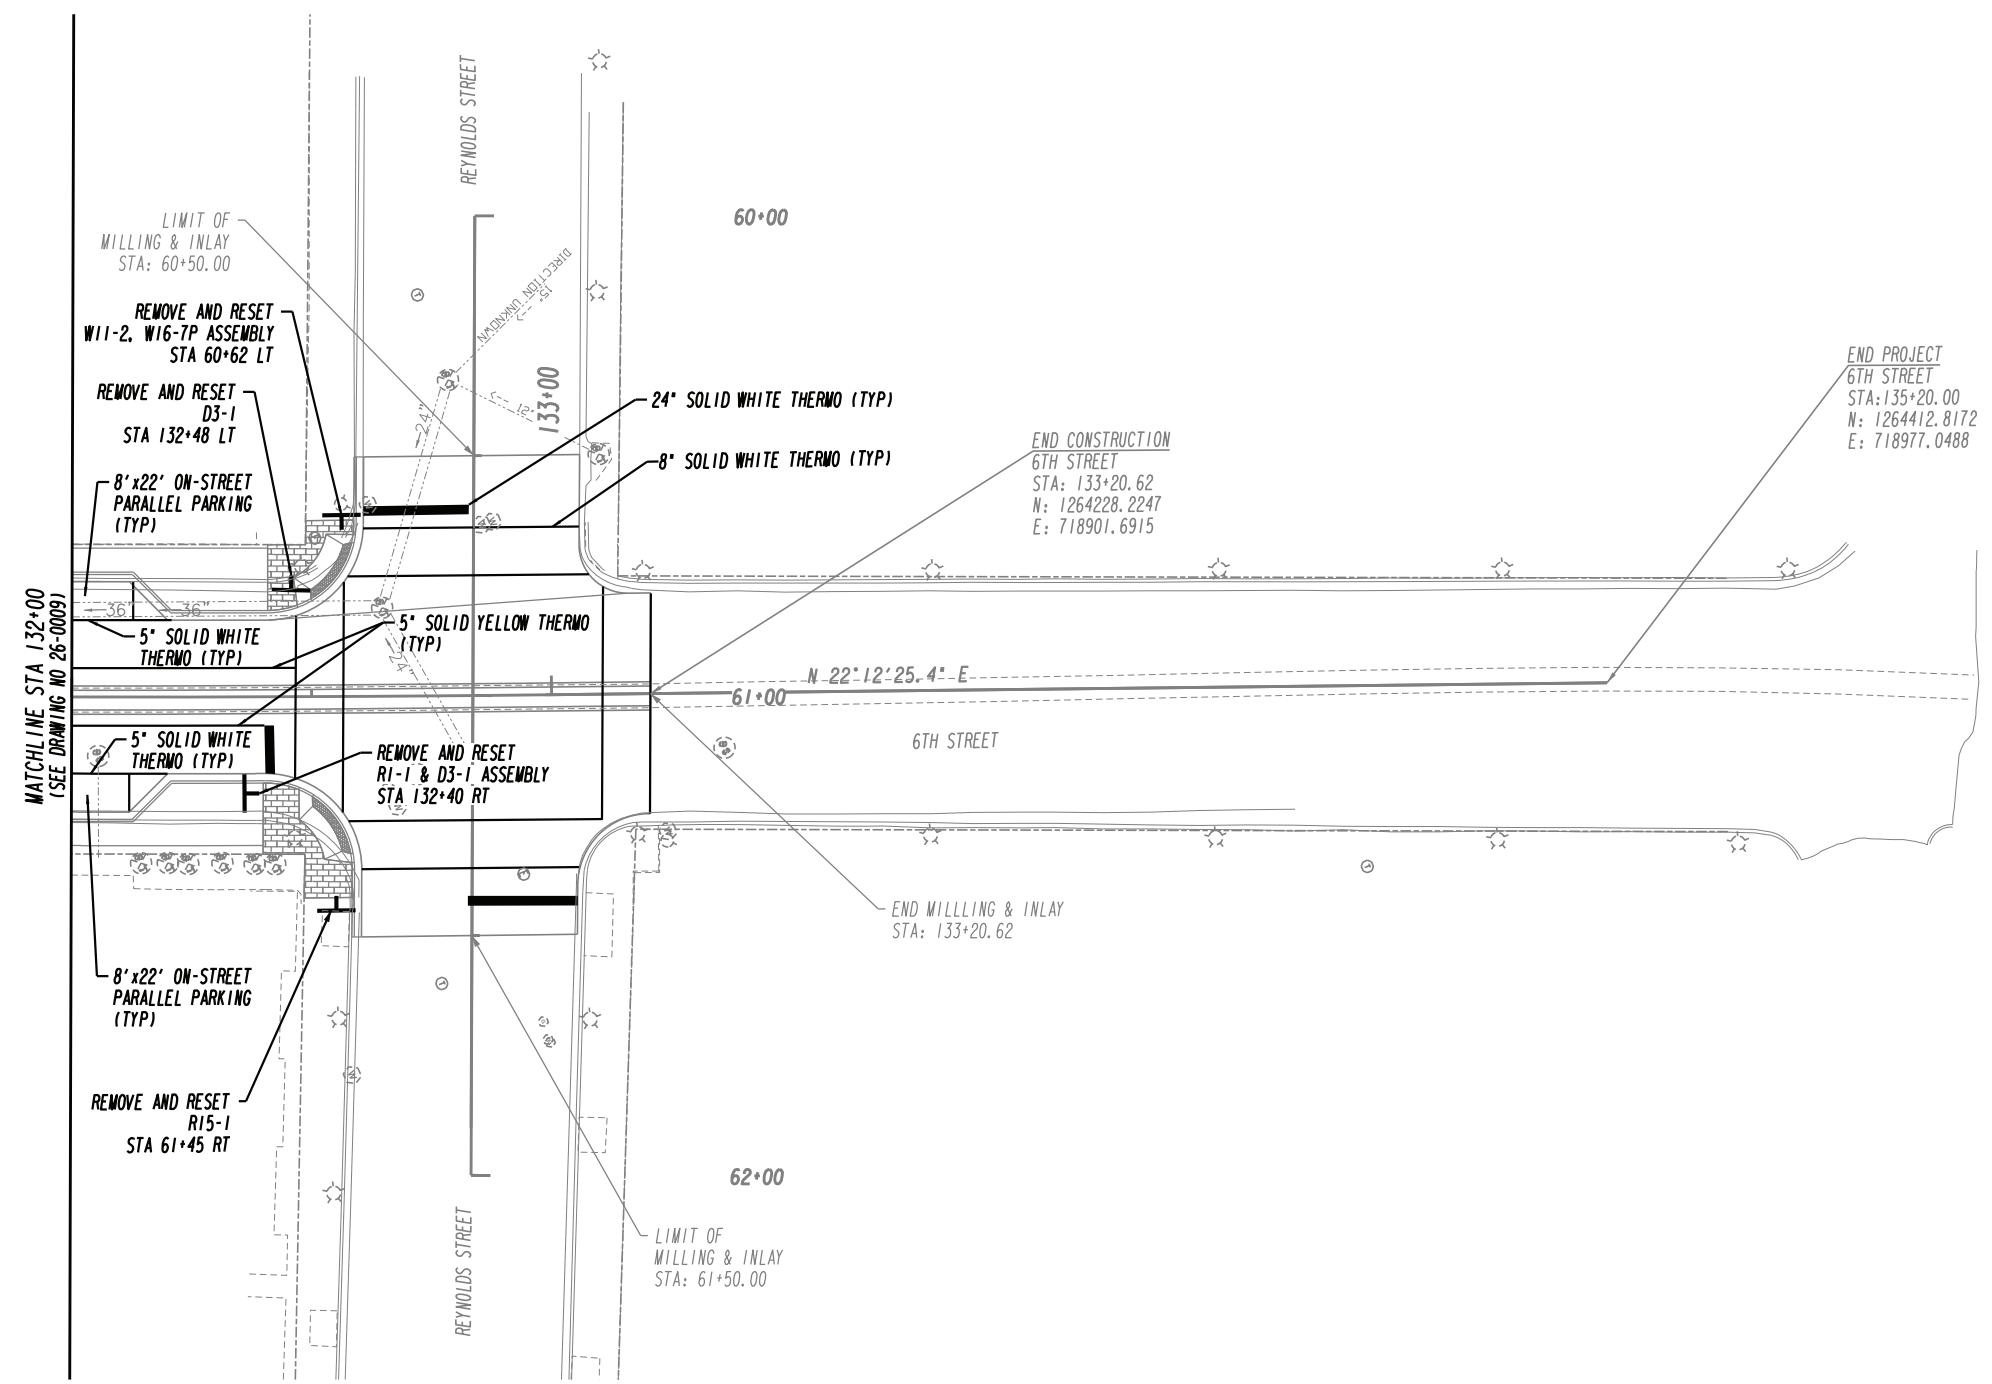 REYNOLDS STREET
60+00
LIMIT OF
MILLING & INLAY
STA: 60+50.00
DIRECTION UNKNOWN
15"
REMOVE AND RESET
W11-2, W16-7P ASSEMBLY
STA 60+62 LT
133+00
12"
24"
REMOVE AND RESET
D3-1
STA 132+48 LT
24" SOLID WHITE THERMO (TYP)
8" SOLID WHITE THERMO (TYP)
END PROJECT
6TH STREET
STA:135+20.00
N: 1264412.8172
E: 718977.0488
END CONSTRUCTION
6TH STREET
STA: 133+20.62
N: 1264228.2247
E: 718901.6915
8'x22' ON-STREET
PARALLEL PARKING
(TYP)
MATCHLINE STA 132+00
(SEE DRAWING NO 26-0009)
36"
36"
5" SOLID WHITE
THERMO (TYP)
5" SOLID YELLOW THERMO
(TYP)
24"
N 22°12'25.4" E
61+00
6TH STREET
5" SOLID WHITE
THERMO (TYP)
REMOVE AND RESET
R1-1 & D3-1 ASSEMBLY
STA 132+40 RT
END MILLLING & INLAY
STA: 133+20.62
8'x22' ON-STREET
PARALLEL PARKING
(TYP)
REMOVE AND RESET
R15-1
STA 61+45 RT
62+00
REYNOLDS STREET
LIMIT OF
MILLING & INLAY
STA: 61+50.00